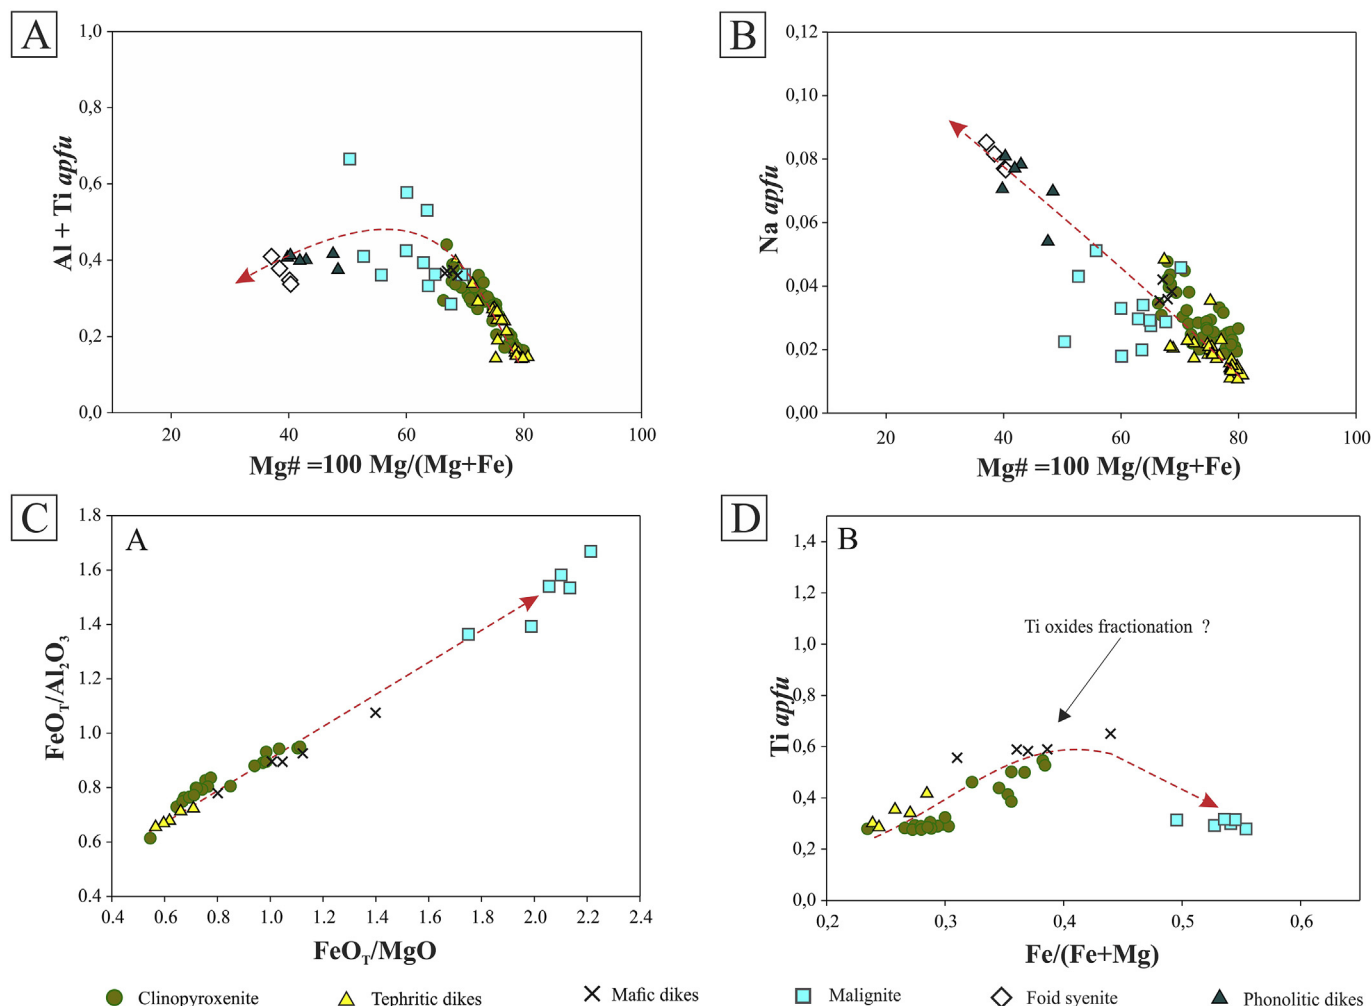 A
1,0
0,8
0,6
0,4
0,2
0,0
Al + Ti apfu
20
40
60
80
100
Mg# =100 Mg/(Mg+Fe)
B
0,12
0,10
0,08
0,06
0,04
0,02
0,00
Na apfu
20
40
60
80
100
Mg# =100 Mg/(Mg+Fe)
C
A
1.8
1.6
1.4
1.2
1.0
0.8
0.6
0.4
FeO_T/Al₂O₃
0.4
0.6
0.8
1.0
1.2
1.4
1.6
1.8
2.0
2.2
2.4
FeO_T/MgO
D
B
1,4
1,2
1,0
0,8
0,6
0,4
0,2
0,0
Ti apfu
Ti oxides fractionation ?
0,2
0,3
0,4
0,5
0,6
Fe/(Fe+Mg)
Clinopyroxenite
Tephritic dikes
Mafic dikes
Malignite
Foid syenite
Phonolitic dikes